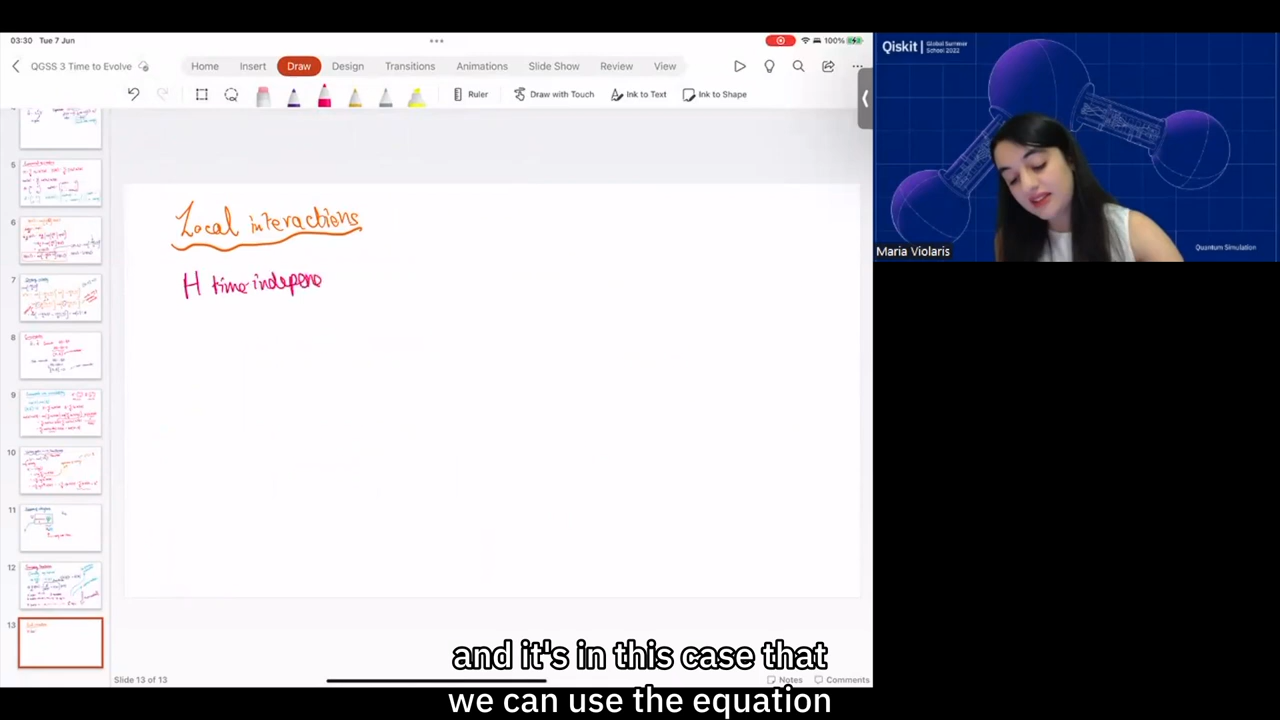 03:30 Tue 7 Jun
100%
QGSS 3 Time to Evolve
Home Insert Draw Design Transitions Animations Slide Show Review View
Ruler Draw with Touch Ink to Text Ink to Shape
5
6
7
8
9
10
11
12
13
Local interactions
H time-independ
Slide 13 of 13
Notes Comments
Qiskit | Global Summer School 2022
Maria Violaris
Quantum Simulation
and it's in this case that
we can use the equation